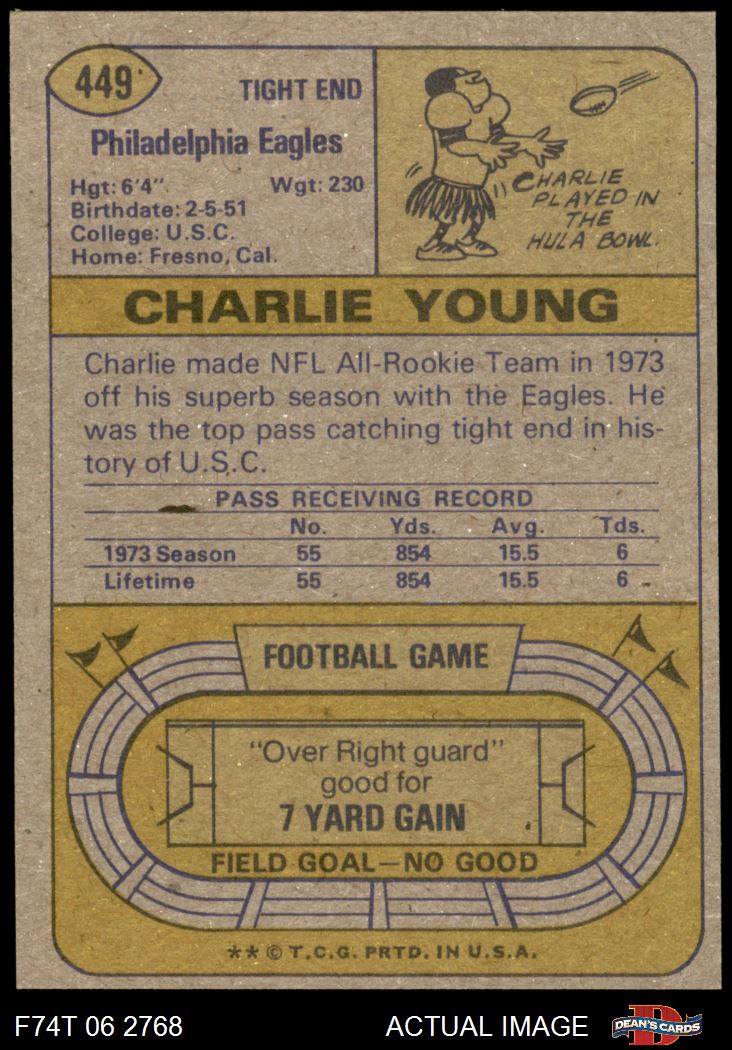 449
TIGHT END
Philadelphia Eagles
Hgt: 6'4". Wgt: 230
Birthdate: 2-5-51
College: U.S.C.
Home: Fresno, Cal.
CHARLIE
PLAYED IN
THE
HULA BOWL.
CHARLIE YOUNG
Charlie made NFL All-Rookie Team in 1973
off his superb season with the Eagles. He
was the top pass catching tight end in his-
tory of U.S.C.
PASS RECEIVING RECORD
No. Yds. Avg. Tds.
1973 Season 55 854 15.5 6
Lifetime 55 854 15.5 6
FOOTBALL GAME
"Over Right guard"
good for
7 YARD GAIN
FIELD GOAL—NO GOOD
** © T.C.G. PRTD. IN U.S.A.
F74T 06 2768 ACTUAL IMAGE
D
DEAN'S CARDS